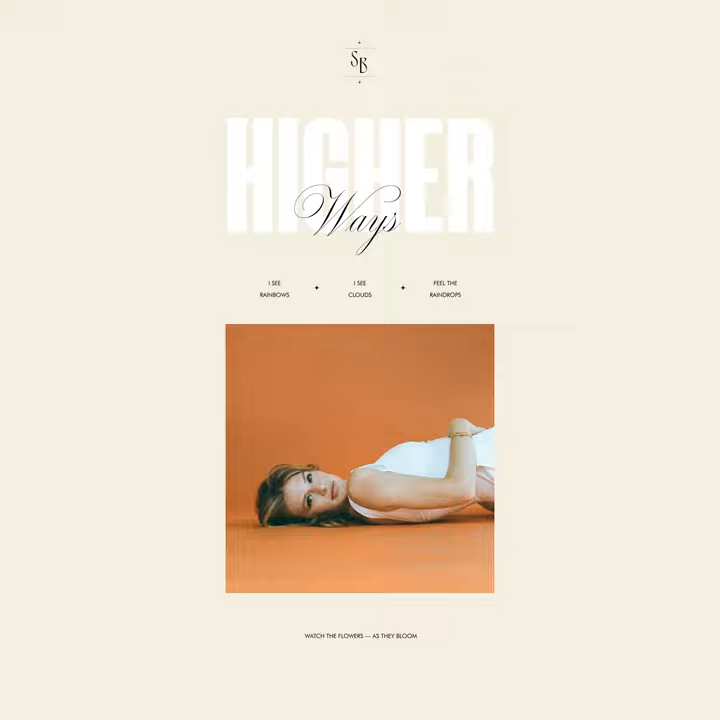 SB
HIGHER
Ways
I SEE
RAINBOWS
I SEE
CLOUDS
FEEL THE
RAINDROPS
WATCH THE FLOWERS — AS THEY BLOOM